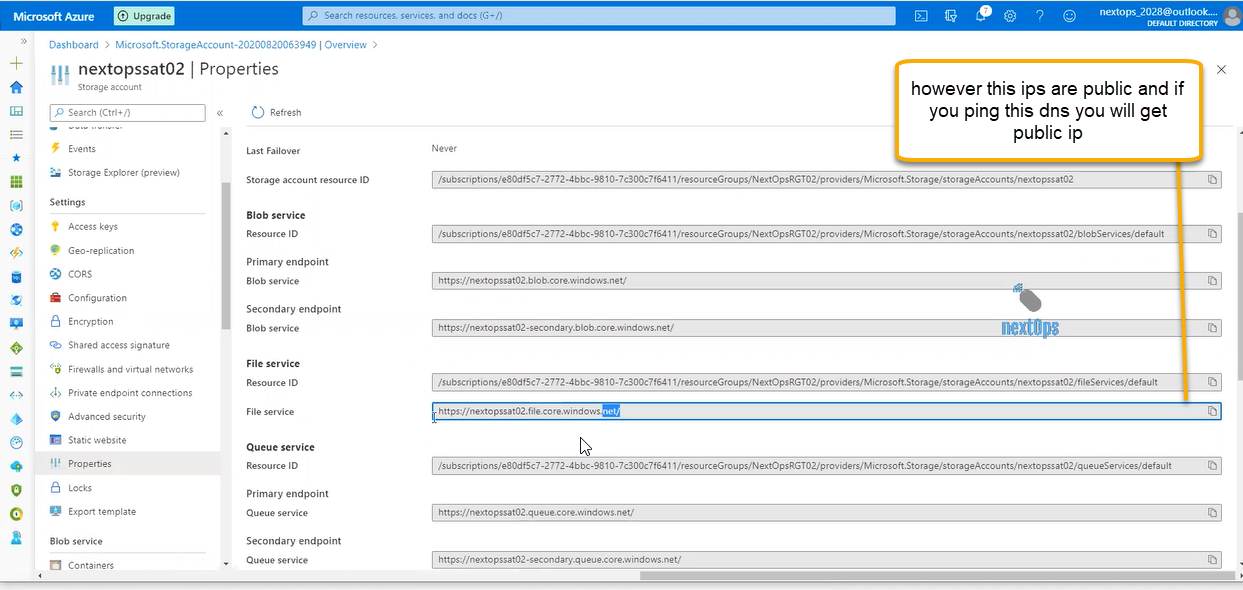 Microsoft Azure
Upgrade
Search resources, services, and docs (G+/)
7
nextops_2028@outlook....
DEFAULT DIRECTORY
Dashboard > Microsoft.StorageAccount-20200820063949 | Overview >
nextopssat02 | Properties
Storage account
however this ips are public and if
you ping this dns you will get
public ip
Search (Ctrl+/)
Refresh
Data transfer
Events
Storage Explorer (preview)
Settings
Access keys
Geo-replication
CORS
Configuration
Encryption
Shared access signature
Firewalls and virtual networks
Private endpoint connections
Advanced security
Static website
Properties
Locks
Export template
Blob service
Containers
Last Failover
Never
Storage account resource ID
/subscriptions/e80df5c7-2772-4bbc-9810-7c300c7f6411/resourceGroups/NextOpsRGT02/providers/Microsoft.Storage/storageAccounts/nextopssat02
Blob service
Resource ID
/subscriptions/e80df5c7-2772-4bbc-9810-7c300c7f6411/resourceGroups/NextOpsRGT02/providers/Microsoft.Storage/storageAccounts/nextopssat02/blobServices/default
Primary endpoint
Blob service
https://nextopssat02.blob.core.windows.net/
Secondary endpoint
Blob service
https://nextopssat02-secondary.blob.core.windows.net/
nextOps
File service
Resource ID
/subscriptions/e80df5c7-2772-4bbc-9810-7c300c7f6411/resourceGroups/NextOpsRGT02/providers/Microsoft.Storage/storageAccounts/nextopssat02/fileServices/default
File service
https://nextopssat02.file.core.windows.net/
Queue service
Resource ID
/subscriptions/e80df5c7-2772-4bbc-9810-7c300c7f6411/resourceGroups/NextOpsRGT02/providers/Microsoft.Storage/storageAccounts/nextopssat02/queueServices/default
Primary endpoint
Queue service
https://nextopssat02.queue.core.windows.net/
Secondary endpoint
Queue service
https://nextopssat02-secondary.queue.core.windows.net/